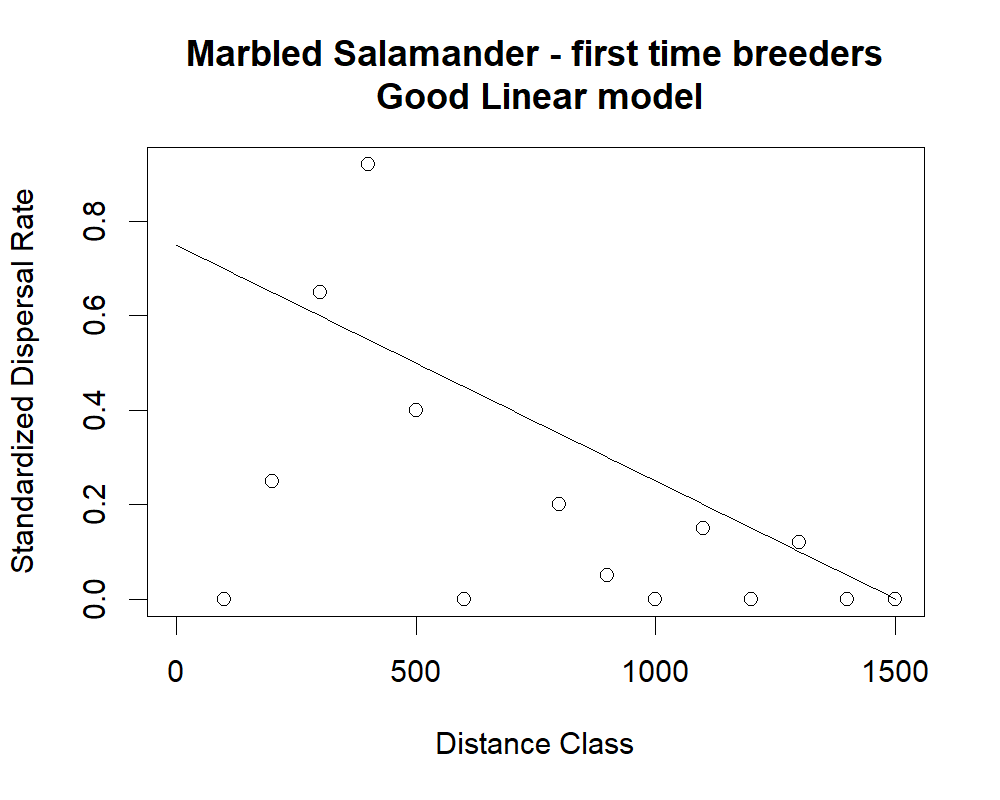 Marbled Salamander - first time breeders
Good Linear model
Standardized Dispersal Rate
0.8
0.6
0.4
0.2
0.0
0 500 1000 1500
Distance Class